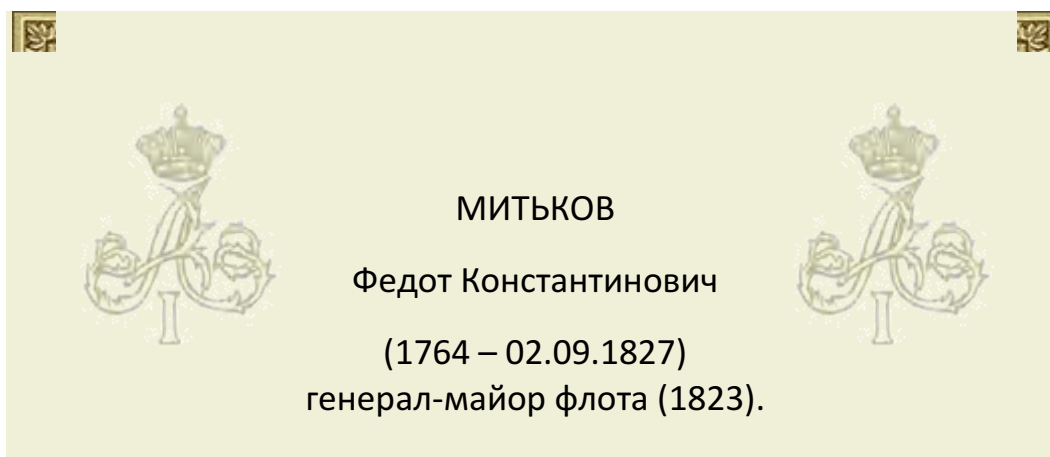 МИТЬКОВ
Федот Константинович
(1764 – 02.09.1827)
генерал-майор флота (1823).